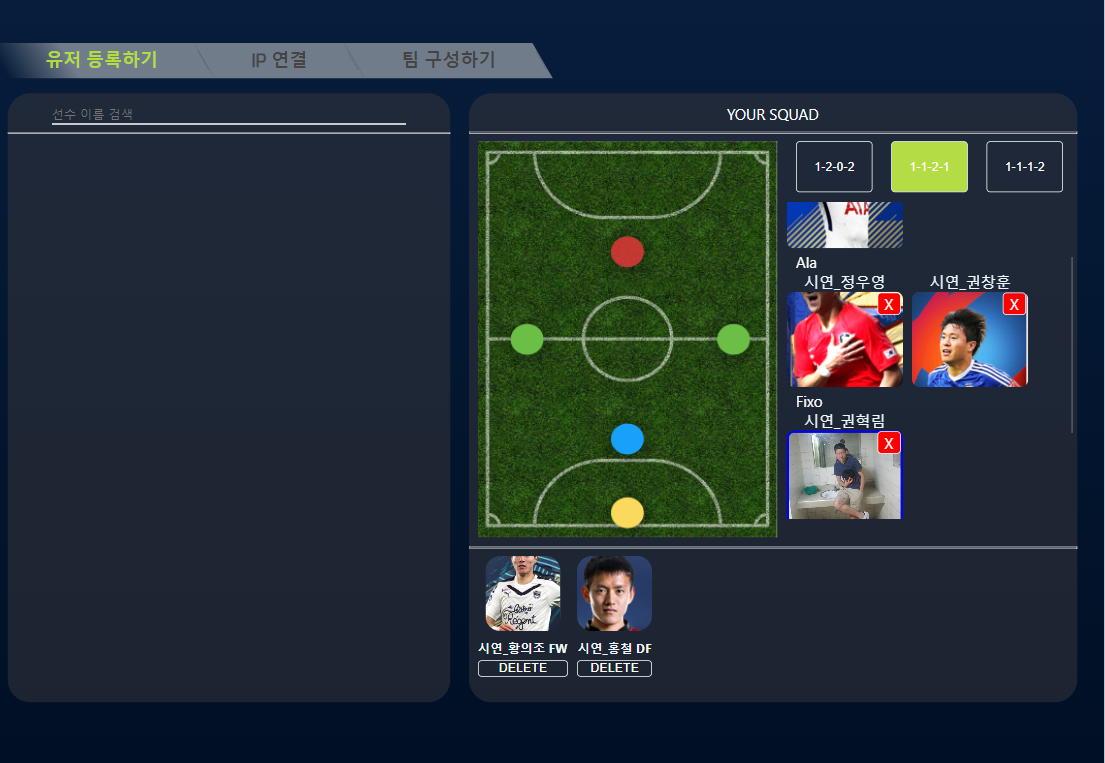 유저 등록하기
IP 연결
팀 구성하기
선수 이름 검색
YOUR SQUAD
1-2-0-2
1-1-2-1
1-1-1-2
AIA
Ala
시연_정우영
시연_권창훈
X
X
Fixo
시연_권혁림
X
Regent
시연_황의조 FW
시연_홍철 DF
DELETE
DELETE